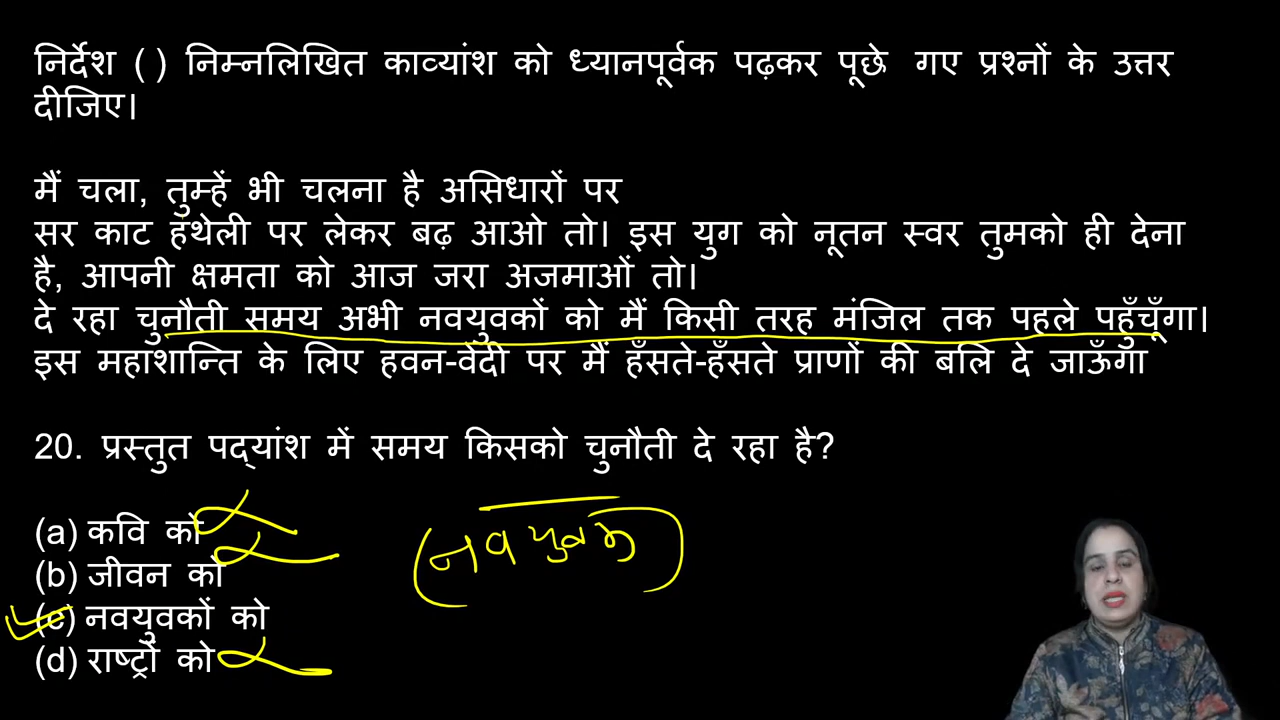 निर्देश ( ) निम्नलिखित काव्यांश को ध्यानपूर्वक पढ़कर पूछे गए प्रश्नों के उत्तर
दीजिए।
मैं चला, तुम्हें भी चलना है असिधारों पर
सर काट हंथेली पर लेकर बढ़ आओ तो। इस युग को नूतन स्वर तुमको ही देना
है, आपनी क्षमता को आज जरा अजमाओं तो।
दे रहा चुनौती समय अभी नवयुवकों को मैं किसी तरह मंजिल तक पहले पहुँचूँगा।
इस महाशान्ति के लिए हवन-वेदी पर मैं हँसते-हँसते प्राणों की बलि दे जाऊँगा
20. प्रस्तुत पद्यांश में समय किसको चुनौती दे रहा है?
(a) कवि को
(b) जीवन को
(नवयुवक)
(c) नवयुवकों को
(d) राष्ट्रों को